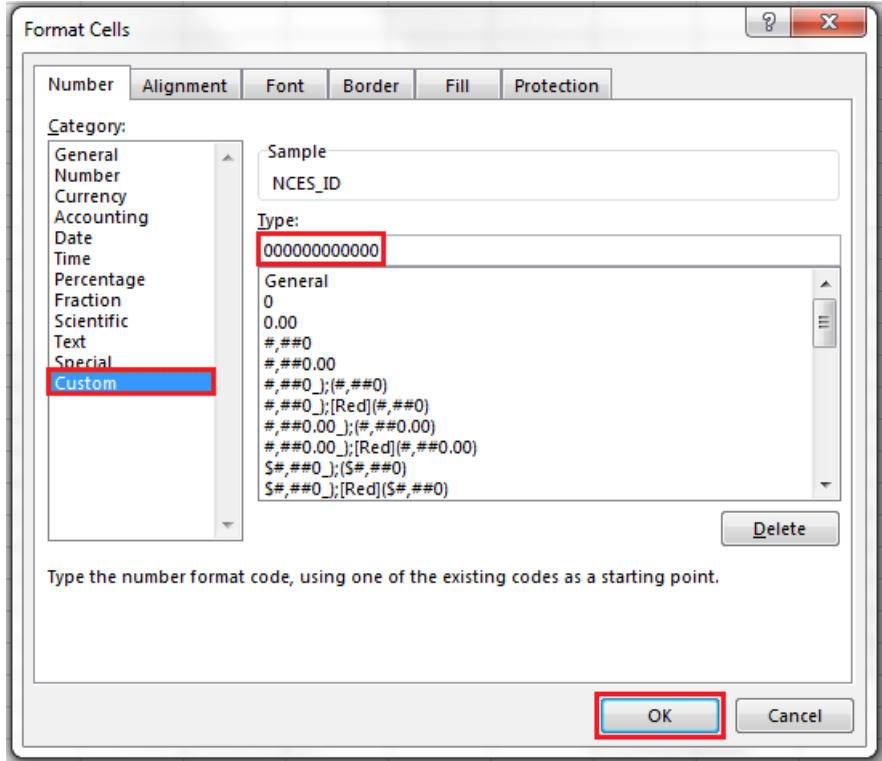 Format Cells
?
X
Number Alignment Font Border Fill Protection
Category:
General
Number
Currency
Accounting
Date
Time
Percentage
Fraction
Scientific
Text
Special
Custom
Sample
NCES_ID
Type:
000000000000
General
0
0.00
#,##0
#,##0.00
#,##0_);(#,##0)
#,##0_);[Red](#,##0)
#,##0.00_);(#,##0.00)
#,##0.00_);[Red](#,##0.00)
$#,##0_);($#,##0)
$#,##0_);[Red]($#,##0)
Delete
Type the number format code, using one of the existing codes as a starting point.
OK Cancel